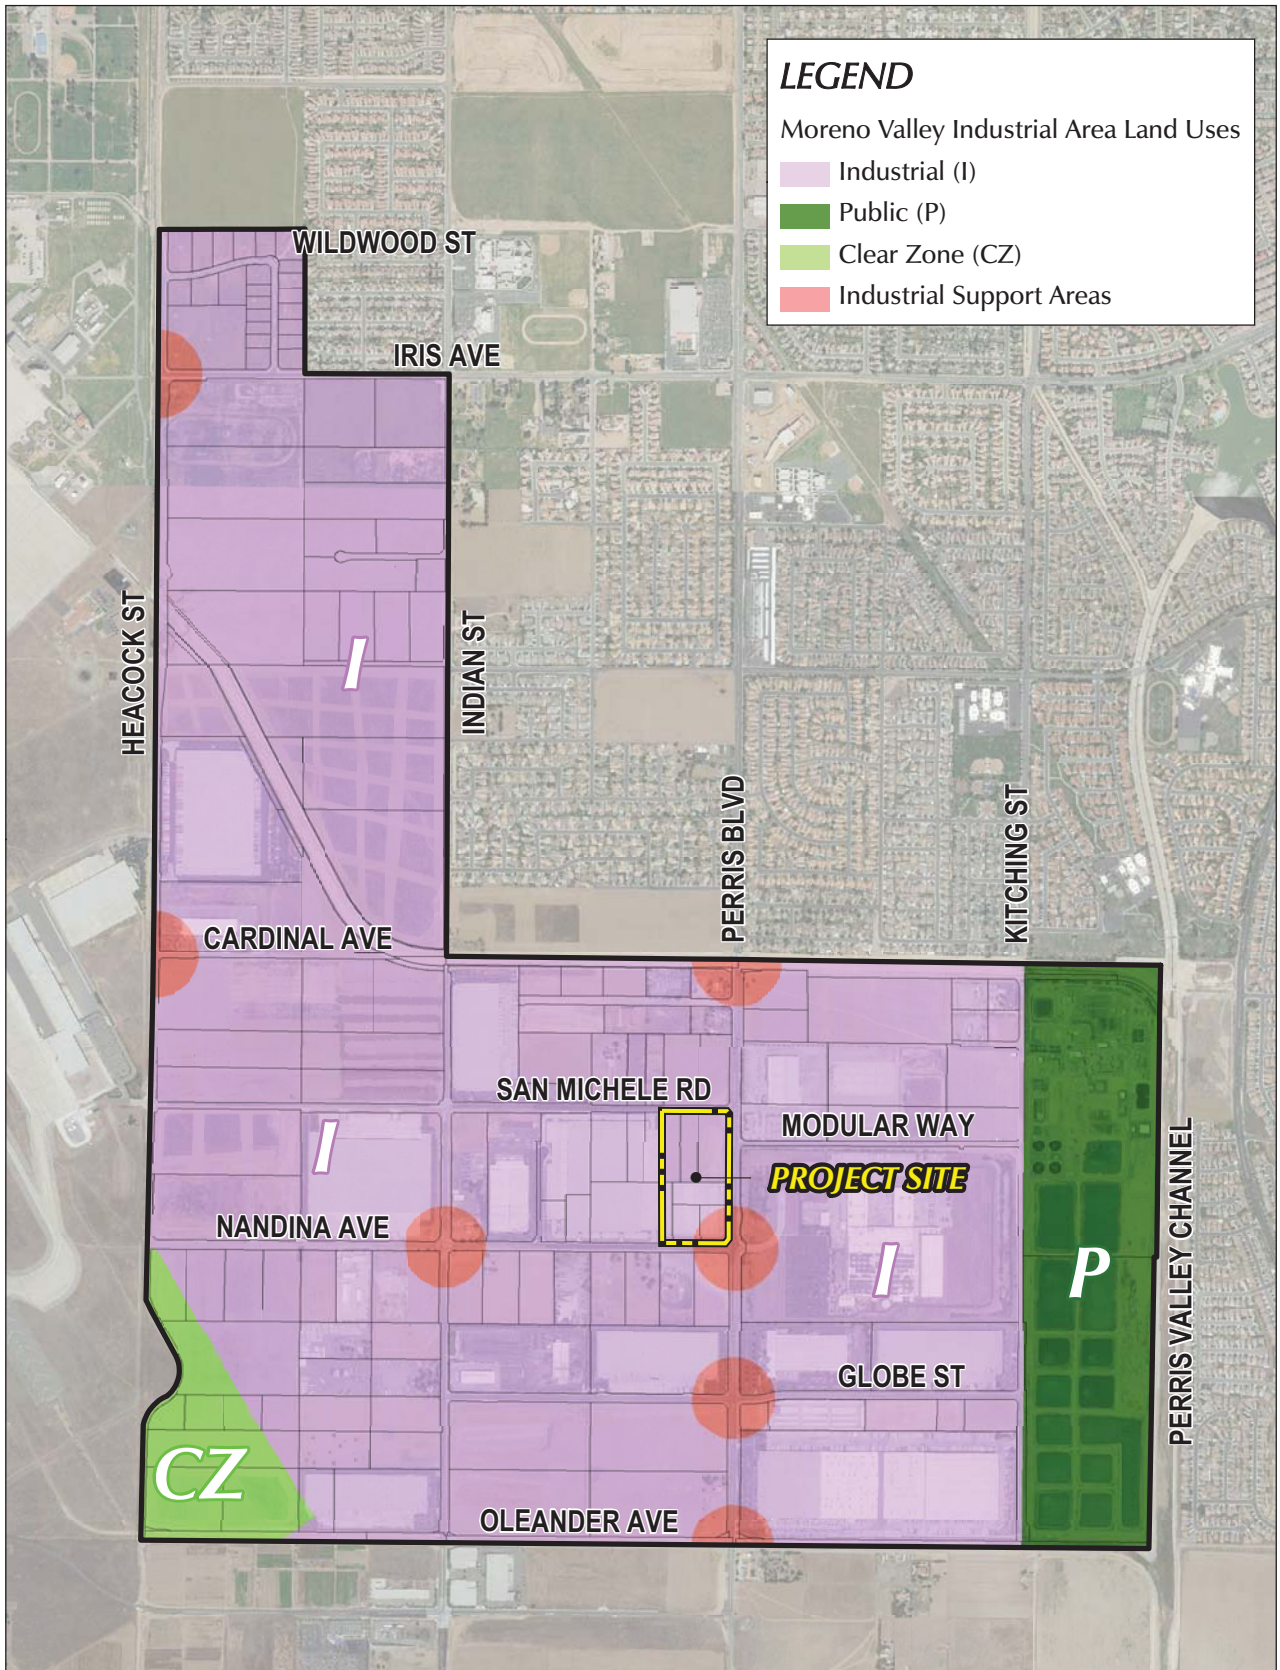 LEGEND
Moreno Valley Industrial Area Land Uses
Industrial (I)
Public (P)
Clear Zone (CZ)
Industrial Support Areas
WILDWOOD ST
IRIS AVE
HEACOCK ST
I
INDIAN ST
PERRIS BLVD
KITCHING ST
CARDINAL AVE
SAN MICHELE RD
MODULAR WAY
I
PROJECT SITE
NANDINA AVE
I
P
PERRIS VALLEY CHANNEL
GLOBE ST
CZ
OLEANDER AVE